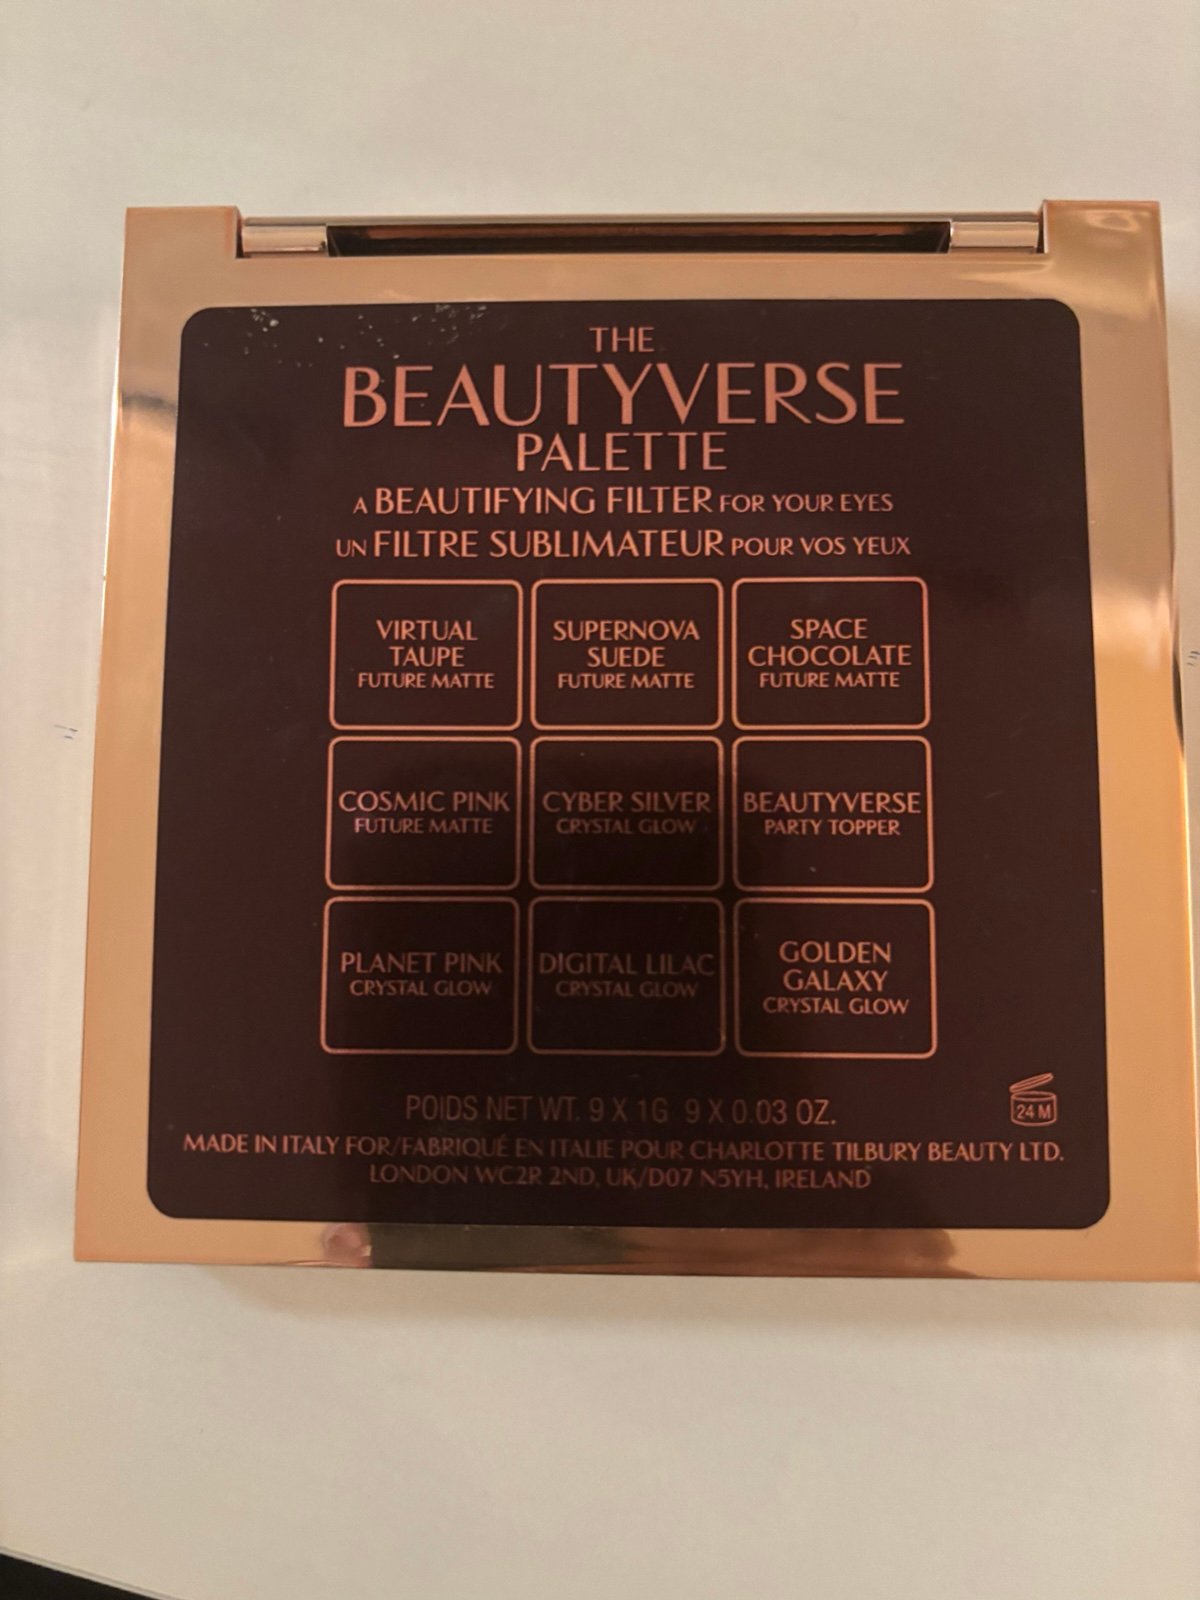 THE
BEAUTYVERSE
PALETTE
A BEAUTIFYING FILTER FOR YOUR EYES
UN FILTRE SUBLIMATEUR POUR VOS YEUX
VIRTUAL
TAUPE
FUTURE MATTE
SUPERNOVA
SUEDE
FUTURE MATTE
SPACE
CHOCOLATE
FUTURE MATTE
COSMIC PINK
FUTURE MATTE
CYBER SILVER
CRYSTAL GLOW
BEAUTYVERSE
PARTY TOPPER
PLANET PINK
CRYSTAL GLOW
DIGITAL LILAC
CRYSTAL GLOW
GOLDEN
GALAXY
CRYSTAL GLOW
24 M
POIDS NET WT. 9 X 1G 9 X 0.03 OZ.
MADE IN ITALY FOR/FABRIQUÉ EN ITALIE POUR CHARLOTTE TILBURY BEAUTY LTD.
LONDON WC2R 2ND, UK/D07 N5YH, IRELAND